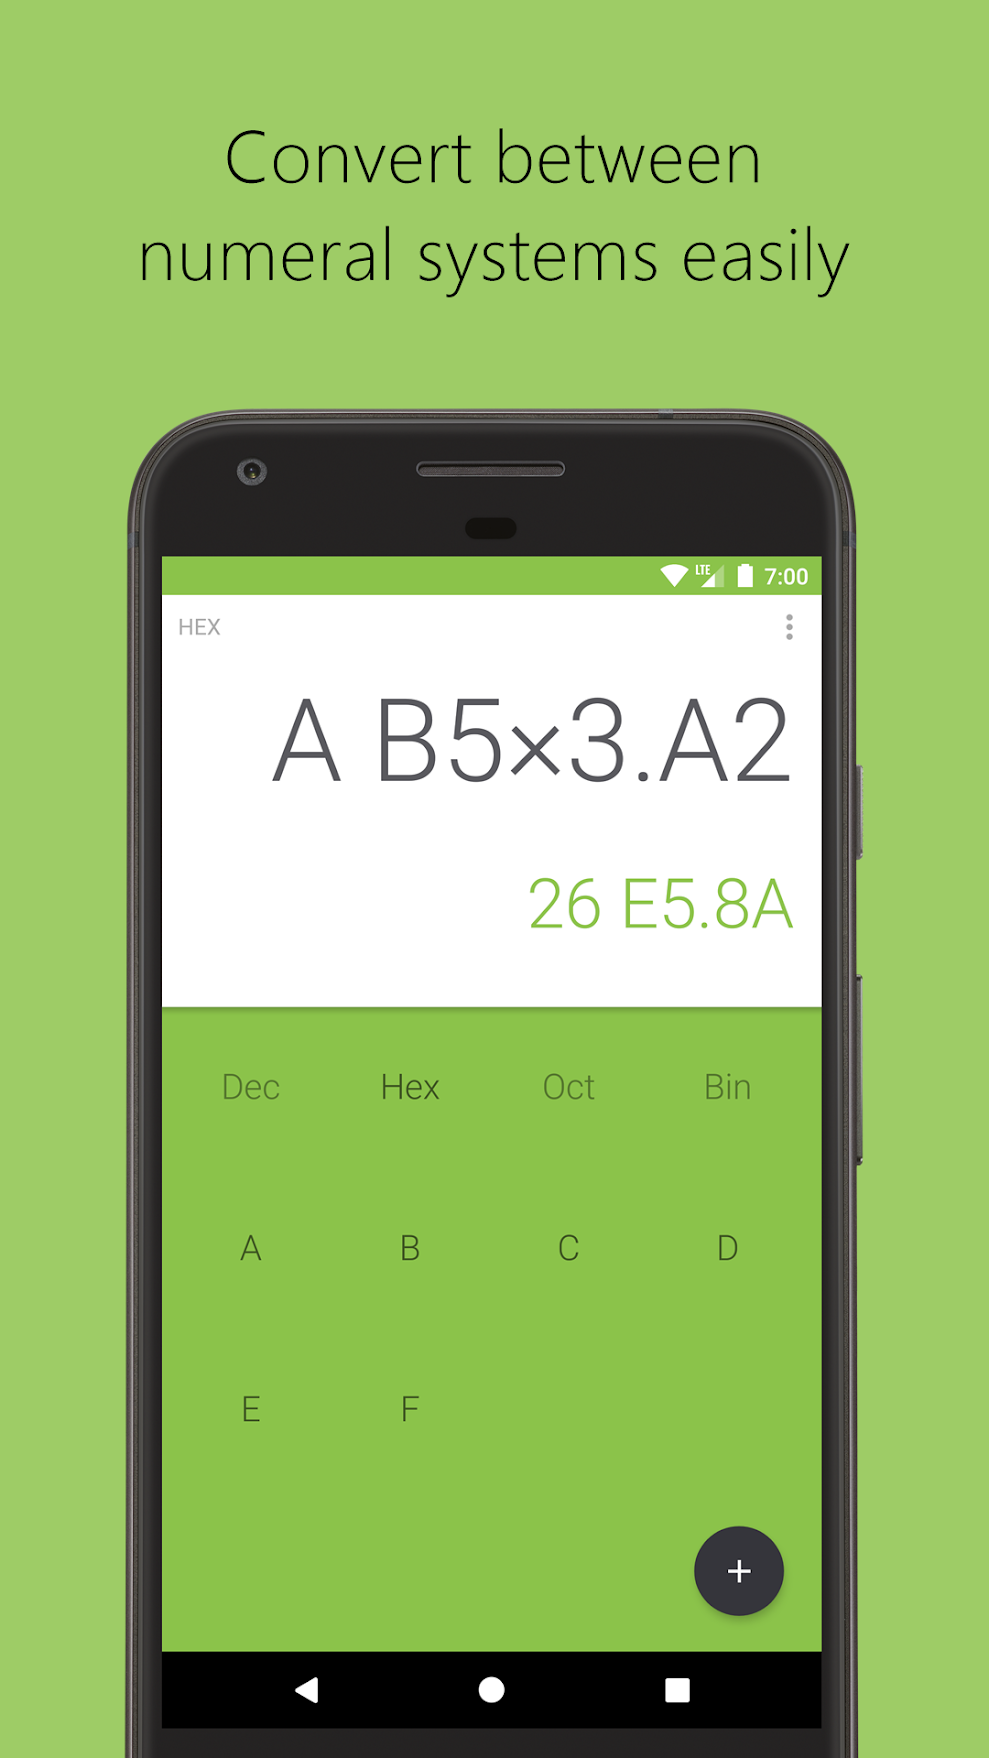 Convert between
numeral systems easily
LTE 7:00
HEX
A B5×3.A2
26 E5.8A
Dec Hex Oct Bin
A B C D
E F
+